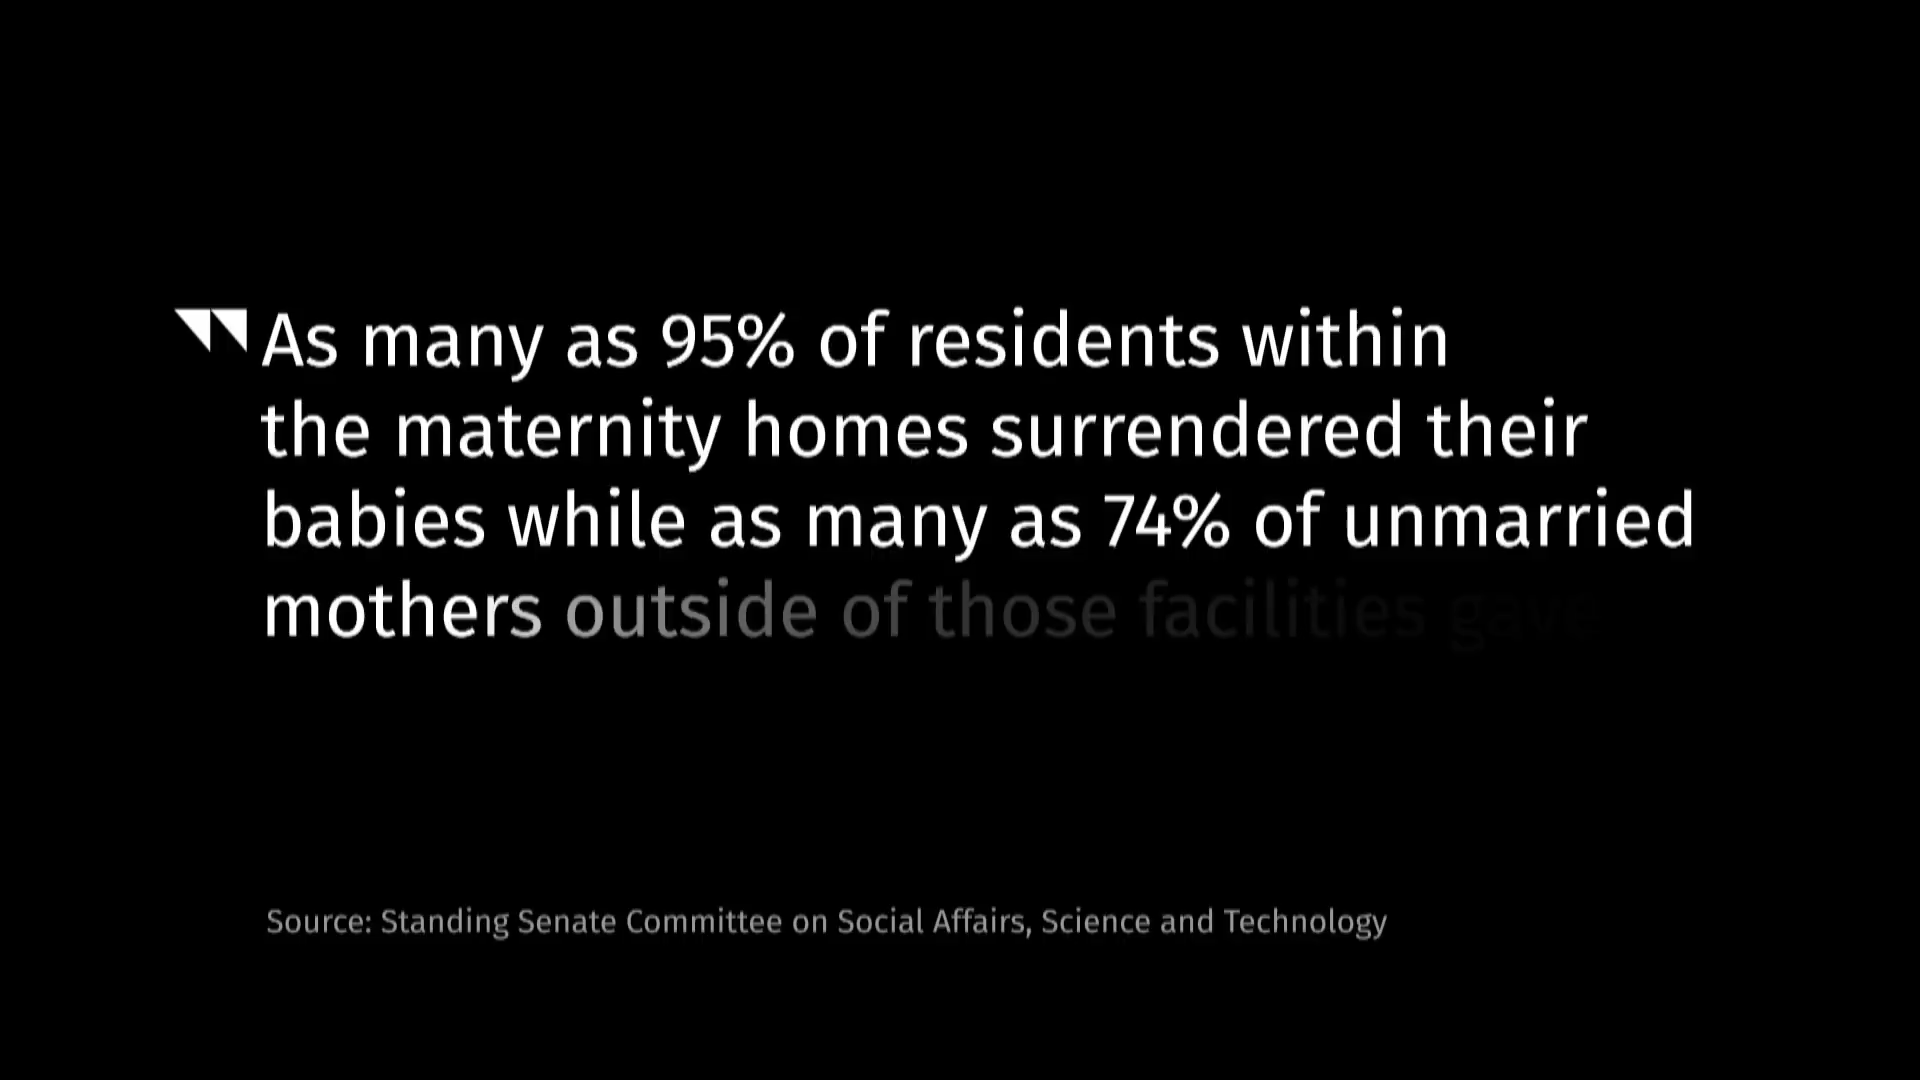 As many as 95% of residents within
the maternity homes surrendered their
babies while as many as 74% of unmarried
mothers outside of those facilities gave
Source: Standing Senate Committee on Social Affairs, Science and Technology